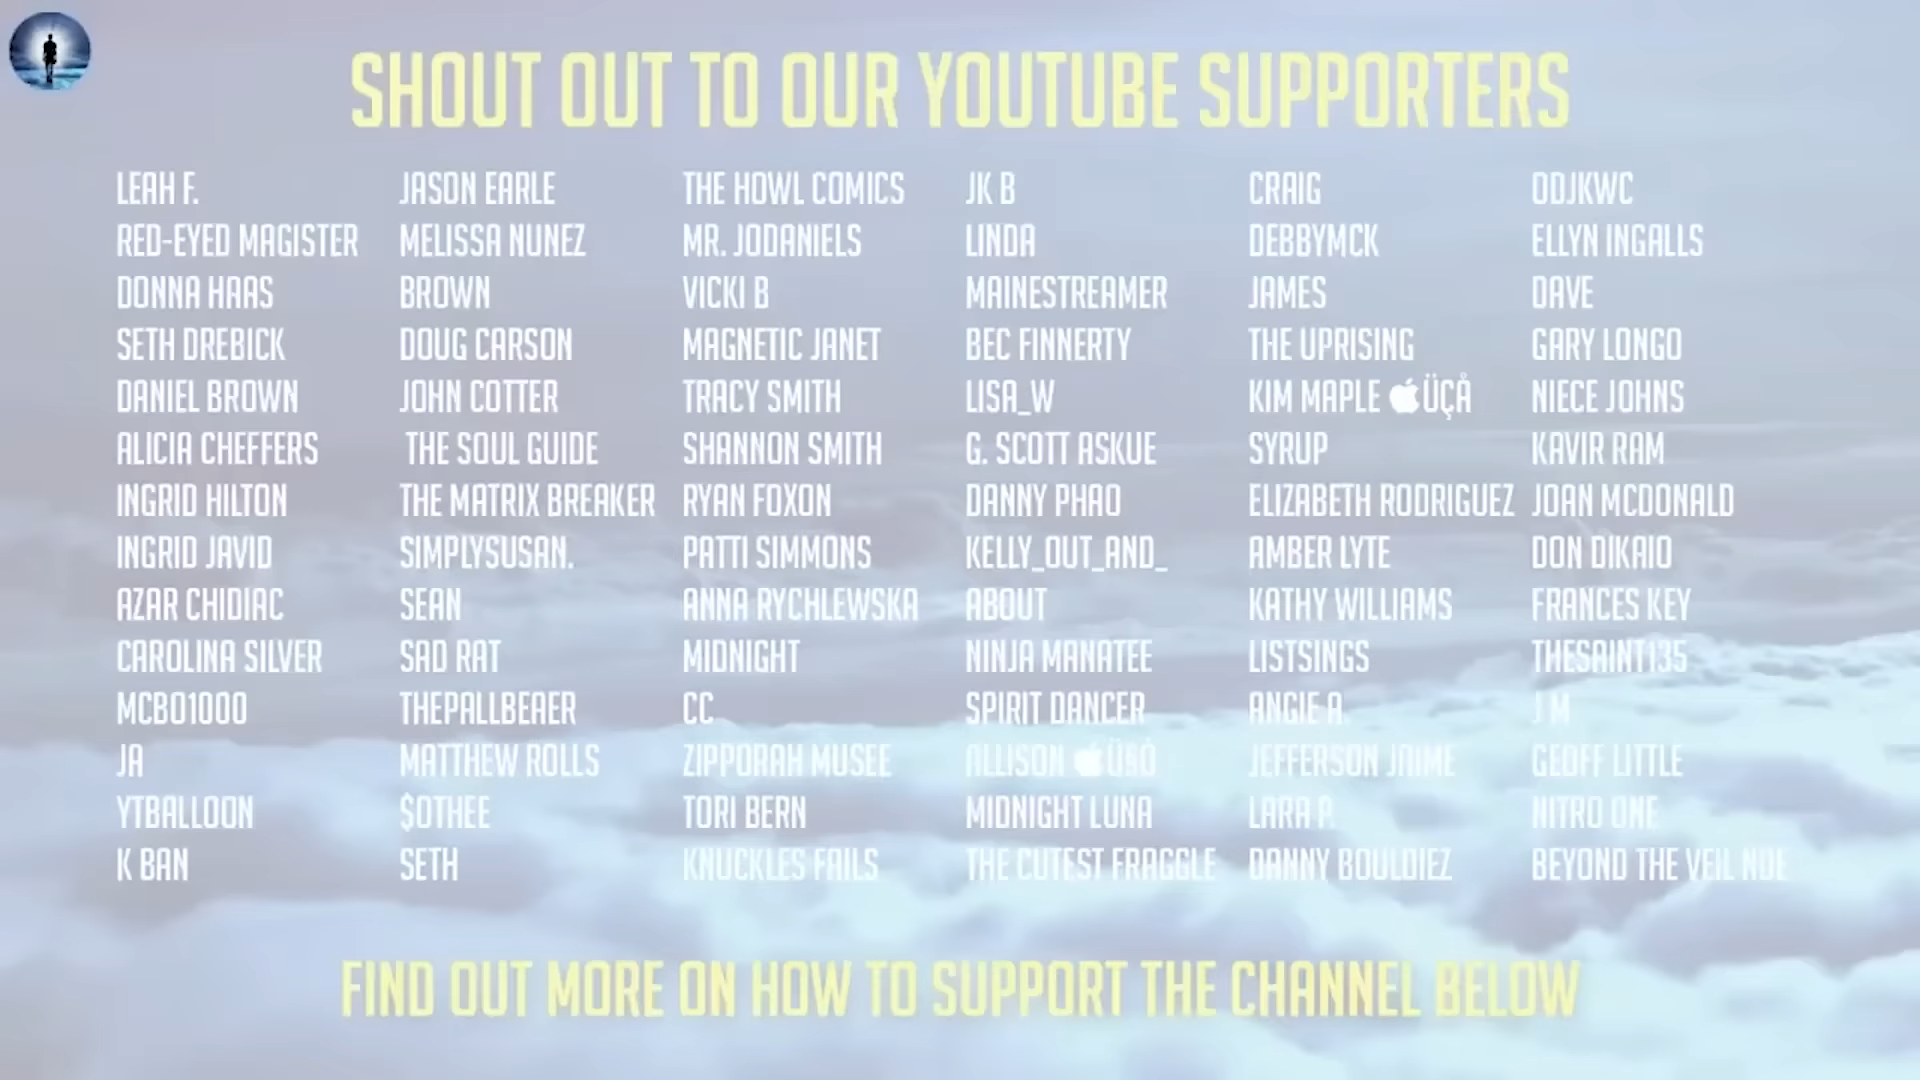 SHOUT OUT TO OUR YOUTUBE SUPPORTERS
LEAH F.
RED-EYED MAGISTER
DONNA HAAS
SETH DREBICK
DANIEL BROWN
ALICIA CHEFFERS
INGRID HILTON
INGRID JAVID
AZAR CHIDIAC
CAROLINA SILVER
MCBO1000
JA
YTBALLOON
K BAN
JASON EARLE
MELISSA NUNEZ
BROWN
DOUG CARSON
JOHN COTTER
THE SOUL GUIDE
THE MATRIX BREAKER
SIMPLYSUSAN.
SEAN
SAD RAT
THEPALLBEAER
MATTHEW ROLLS
$OTHEE
SETH
THE HOWL COMICS
MR. JODANIELS
VICKI B
MAGNETIC JANET
TRACY SMITH
SHANNON SMITH
RYAN FOXON
PATTI SIMMONS
ANNA RYCHLEWSKA
MIDNIGHT
CC
ZIPPORAH MUSEE
TORI BERN
KNUCKLES FAILS
JK B
LINDA
MAINESTREAMER
BEC FINNERTY
LISA_W
G. SCOTT ASKUE
DANNY PHAO
KELLY_OUT_AND_
ABOUT
NINJA MANATEE
SPIRIT DANCER
ALLISON
MIDNIGHT LUNA
THE CUTEST FRAGGLE
CRAIG
DEBBYMCK
JAMES
THE UPRISING
KIM MAPLE ÜÇÅ
SYRUP
ELIZABETH RODRIGUEZ
AMBER LYTE
KATHY WILLIAMS
LISTSINGS
ANGIE A.
JEFFERSON JAIME
LARA P.
DANNY BOULDIEZ
ODJKWC
ELLYN INGALLS
DAVE
GARY LONGO
NIECE JOHNS
KAVIR RAM
JOAN MCDONALD
DON DIKAIO
FRANCES KEY
THESAINT135
J M
GEOFF LITTLE
NITRO ONE
BEYOND THE VEIL NDE
FIND OUT MORE ON HOW TO SUPPORT THE CHANNEL BELOW